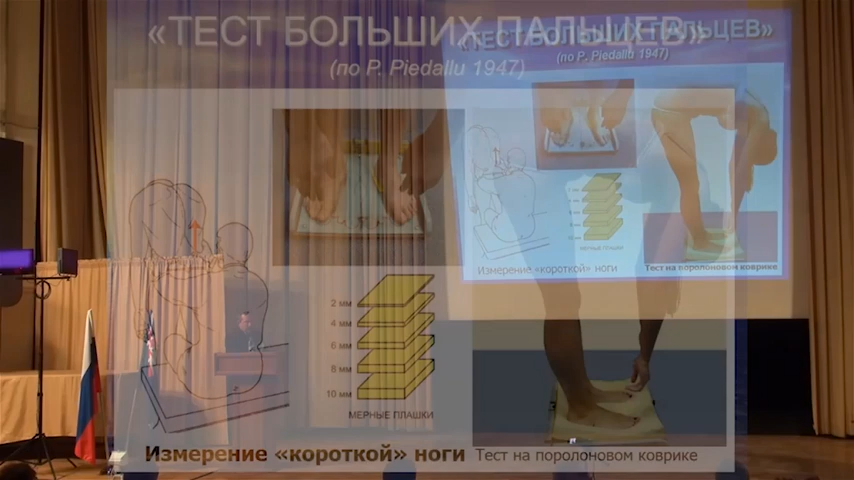 «ТЕСТ БОЛЬШИХ ПАЛЬЦЕВ»
(по P. Piedallu 1947)
2 мм
4 мм
6 мм
8 мм
10 мм
МЕРНЫЕ ПЛАШКИ
Измерение «короткой» ноги
Тест на поролоновом коврике
«ТЕСТ БОЛЬШИХ ПАЛЬЦЕВ»
(по P. Piedallu 1947)
МЕРНЫЕ ПЛАШКИ
Измерение «короткой» ноги
Тест на поролоновом коврике